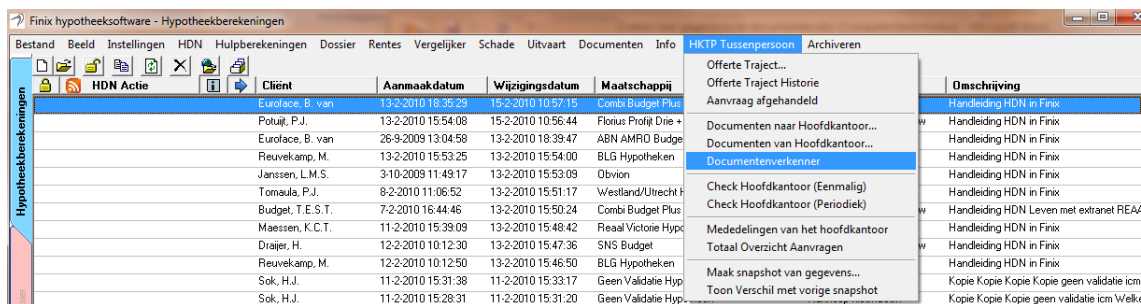 Finix hypotheeksoftware - Hypotheekberekeningen
Bestand Beeld Instellingen HDN Hulpberekeningen Dossier Rentes Vergelijker Schade Uitvaart Documenten Info HKTP Tussenpersoon Archiveren
HDN Actie Cliënt Aanmaakdatum Wijzigingsdatum Maatschappij Omschrijving
Hypotheekberekeningen
Euroface, B. van 13-2-2010 18:35:29 15-2-2010 10:57:15 Combi Budget Plus Handleiding HDN in Finix
Potuijt, P.J. 13-2-2010 15:54:08 15-2-2010 10:56:44 Florius Profijt Drie + Handleiding HDN in Finix
Euroface, B. van 26-9-2009 13:04:58 13-2-2010 18:39:47 ABN AMRO Budge Handleiding HDN in Finix
Reuvekamp, M. 13-2-2010 15:53:25 13-2-2010 15:54:00 BLG Hypotheken Handleiding HDN in Finix
Janssen, L.M.S. 3-10-2009 11:49:17 13-2-2010 15:53:09 Obvion Handleiding HDN in Finix
Tomaula, P.J. 8-2-2010 11:06:52 13-2-2010 15:51:17 Westland/Utrecht H Handleiding HDN in Finix
Budget, T.E.S.T. 7-2-2010 16:44:46 13-2-2010 15:50:24 Combi Budget Plus Handleiding HDN Leven met extranet REAA
Maessen, K.C.T. 11-2-2010 15:39:09 13-2-2010 15:48:42 Reaal Victorie Hypo Handleiding HDN in Finix
Draijer, H. 12-2-2010 10:12:30 13-2-2010 15:47:36 SNS Budget Handleiding HDN in Finix
Reuvekamp, M. 12-2-2010 10:12:50 13-2-2010 15:46:50 BLG Hypotheken Handleiding HDN in Finix
Sok, H.J. 11-2-2010 15:31:38 11-2-2010 15:33:17 Geen Validatie Hypo Kopie Kopie Kopie Kopie geen validatie icm
Sok, H.J. 11-2-2010 15:28:31 11-2-2010 15:31:20 Geen Validatie Hyp Kopie Kopie Kopie geen validatie icm Welk
Offerte Traject...
Offerte Traject Historie
Aanvraag afgehandeld
Documenten naar Hoofdkantoor...
Documenten van Hoofdkantoor...
Documentenverkenner
Check Hoofdkantoor (Eenmalig)
Check Hoofdkantoor (Periodiek)
Mededelingen van het hoofdkantoor
Totaal Overzicht Aanvragen
Maak snapshot van gegevens...
Toon Verschil met vorige snapshot